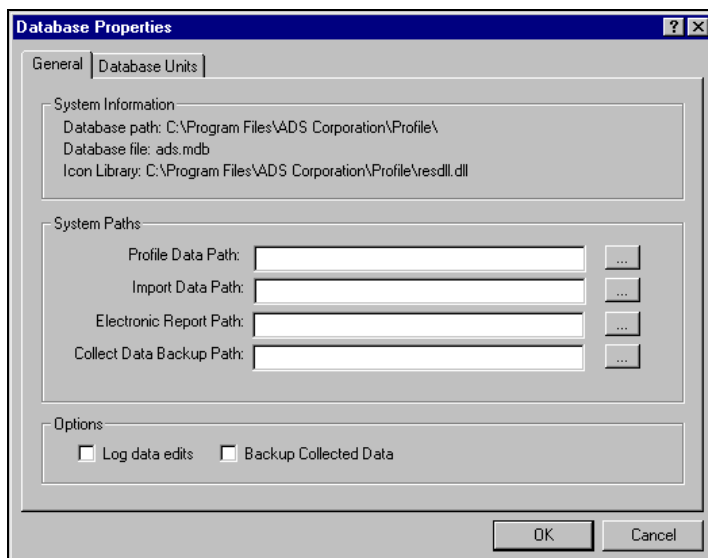 Database Properties
General
Database Units
System Information
Database path: C:\Program Files\ADS Corporation\Profile\
Database file: ads.mdb
Icon Library: C:\Program Files\ADS Corporation\Profile\resdll.dll
System Paths
Profile Data Path:
...
Import Data Path:
...
Electronic Report Path:
...
Collect Data Backup Path:
...
Options
Log data edits
Backup Collected Data
OK
Cancel